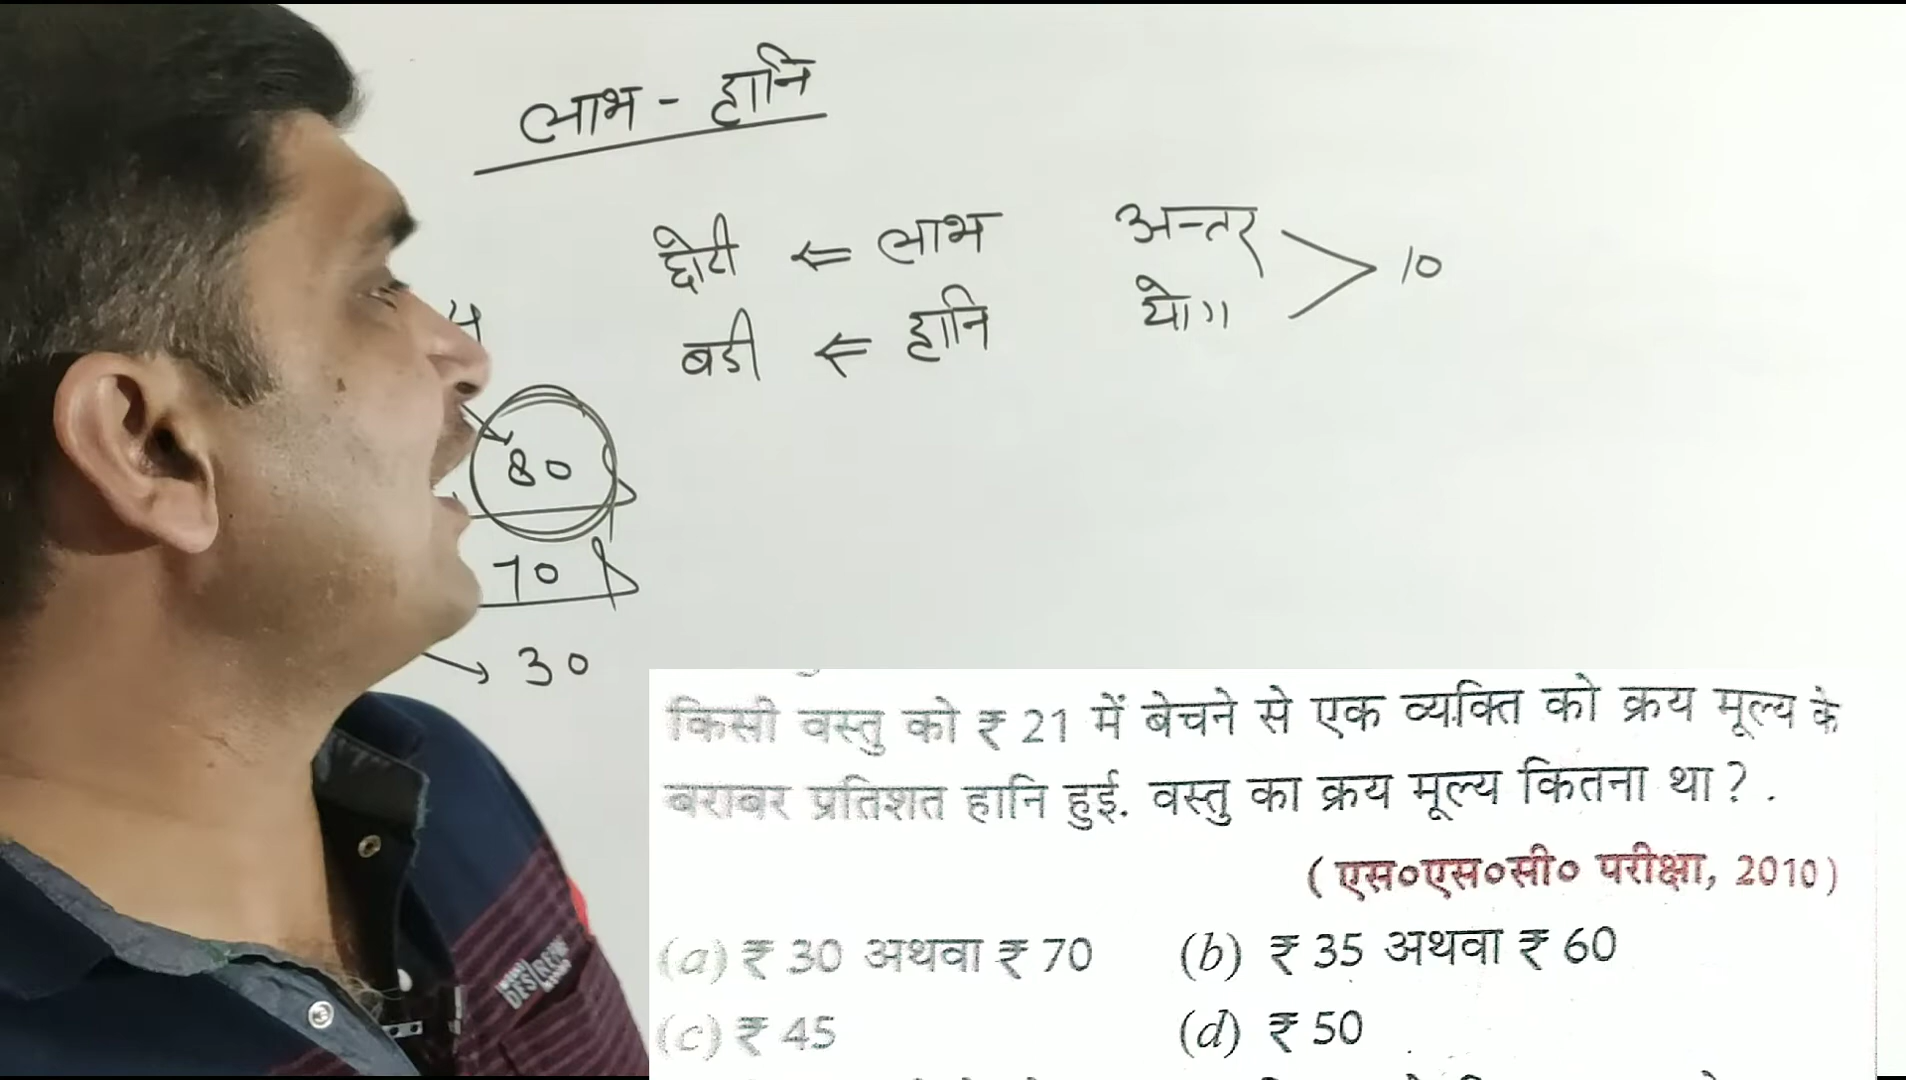 लाभ - हानि
छोटी ⇐ लाभ अन्तर
बडी ⇐ हानि योग
10
80
70
30
किसी वस्तु को ₹ 21 में बेचने से एक व्यक्ति को क्रय मूल्य के
बराबर प्रतिशत हानि हुई. वस्तु का क्रय मूल्य कितना था ? .
( एस०एस०सी० परीक्षा, 2010 )
(a) ₹ 30 अथवा ₹ 70 (b) ₹ 35 अथवा ₹ 60
(c) ₹ 45 (d) ₹ 50